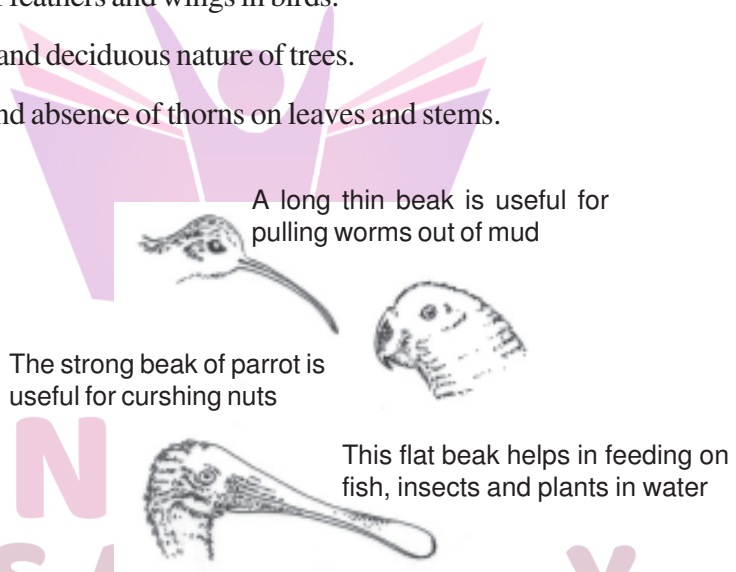 feathers and wings in birds.
and deciduous nature of trees.
absence of thorns on leaves and stems.
A long thin beak is useful for
pulling worms out of mud
The strong beak of parrot is
useful for curshing nuts
This flat beak helps in feeding on
fish, insects and plants in water
N
Y